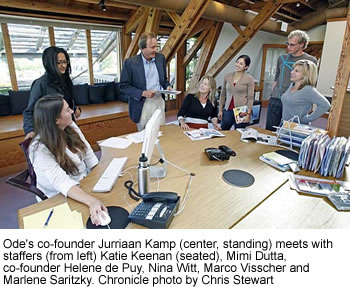 Ode's co-founder Jurriaan Kamp (center, standing) meets with
staffers (from left) Katie Keenan (seated), Mimi Dutta,
co-founder Helene de Puy, Nina Witt, Marco Visscher and
Marlene Saritzky. Chronicle photo by Chris Stewart